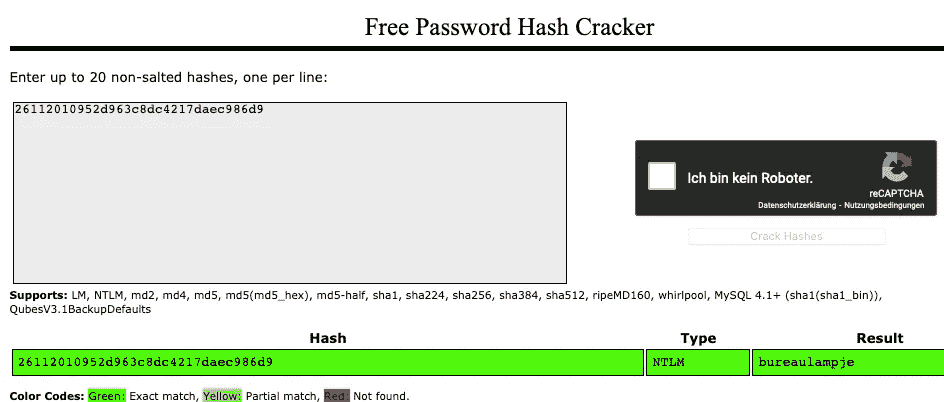 Free Password Hash Cracker
Enter up to 20 non-salted hashes, one per line:
26112010952d963c8dc4217daec986d9
Ich bin kein Roboter.
reCAPTCHA
Datenschutzerklärung - Nutzungsbedingungen
Crack Hashes
Supports: LM, NTLM, md2, md4, md5, md5(md5_hex), md5-half, sha1, sha224, sha256, sha384, sha512, ripeMD160, whirlpool, MySQL 4.1+ (sha1(sha1_bin)),
QubesV3.1BackupDefaults
Hash Type Result
26112010952d963c8dc4217daec986d9 NTLM bureaulampje
Color Codes: Green: Exact match, Yellow: Partial match, Red: Not found.